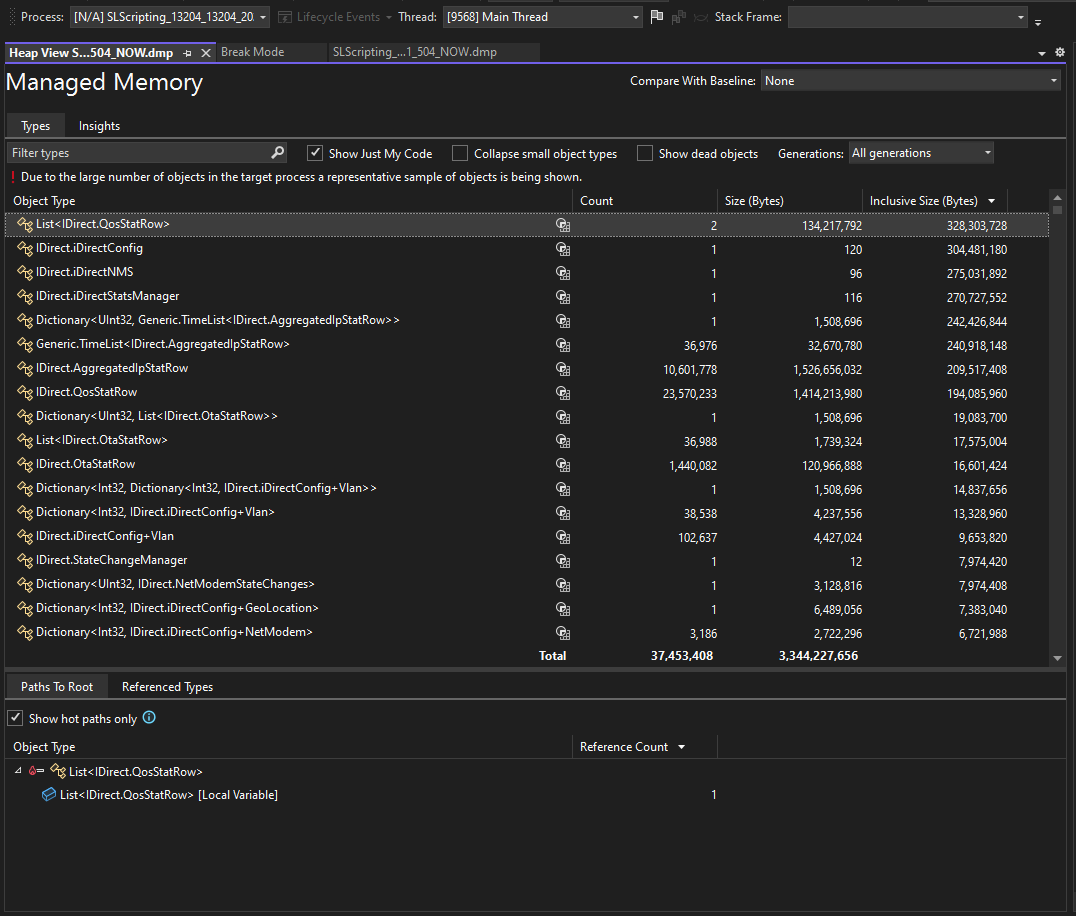 Process: [N/A] SLScripting_13204_13204_20. Lifecycle Events Thread: [9568] Main Thread Stack Frame:
Heap View S...504_NOW.dmp Break Mode SLScripting_...1_504_NOW.dmp
Managed Memory Compare With Baseline: None
Types Insights
Filter types Show Just My Code Collapse small object types Show dead objects Generations: All generations
! Due to the large number of objects in the target process a representative sample of objects is being shown.
Object Type Count Size (Bytes) Inclusive Size (Bytes)
List<IDirect.QosStatRow> 2 134,217,792 328,303,728
IDirect.iDirectConfig 1 120 304,481,180
IDirect.iDirectNMS 1 96 275,031,892
IDirect.iDirectStatsManager 1 116 270,727,552
Dictionary<UInt32, Generic.TimeList<IDirect.AggregatedIpStatRow>> 1 1,508,696 242,426,844
Generic.TimeList<IDirect.AggregatedIpStatRow> 36,976 32,670,780 240,918,148
IDirect.AggregatedIpStatRow 10,601,778 1,526,656,032 209,517,408
IDirect.QosStatRow 23,570,233 1,414,213,980 194,085,960
Dictionary<UInt32, List<IDirect.OtaStatRow>> 1 1,508,696 19,083,700
List<IDirect.OtaStatRow> 36,988 1,739,324 17,575,004
IDirect.OtaStatRow 1,440,082 120,966,888 16,601,424
Dictionary<Int32, Dictionary<Int32, IDirect.iDirectConfig+Vlan>> 1 1,508,696 14,837,656
Dictionary<Int32, IDirect.iDirectConfig+Vlan> 38,538 4,237,556 13,328,960
IDirect.iDirectConfig+Vlan 102,637 4,427,024 9,653,820
IDirect.StateChangeManager 1 12 7,974,420
Dictionary<UInt32, IDirect.NetModemStateChanges> 1 3,128,816 7,974,408
Dictionary<Int32, IDirect.iDirectConfig+GeoLocation> 1 6,489,056 7,383,040
Dictionary<Int32, IDirect.iDirectConfig+NetModem> 3,186 2,722,296 6,721,988
Total 37,453,408 3,344,227,656
Paths To Root Referenced Types
Show hot paths only
Object Type Reference Count
List<IDirect.QosStatRow>
List<IDirect.QosStatRow> [Local Variable] 1